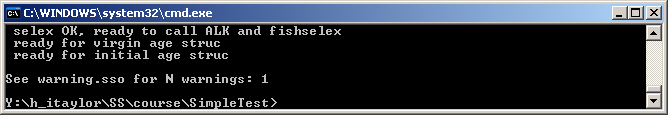 C:\WINDOWS\system32\cmd.exe
selex OK, ready to call ALK and fishselex
ready for virgin age struc
ready for initial age struc
See warning.sso for N warnings: 1
Y:\h_itaylor\SS\course\SimpleTest>